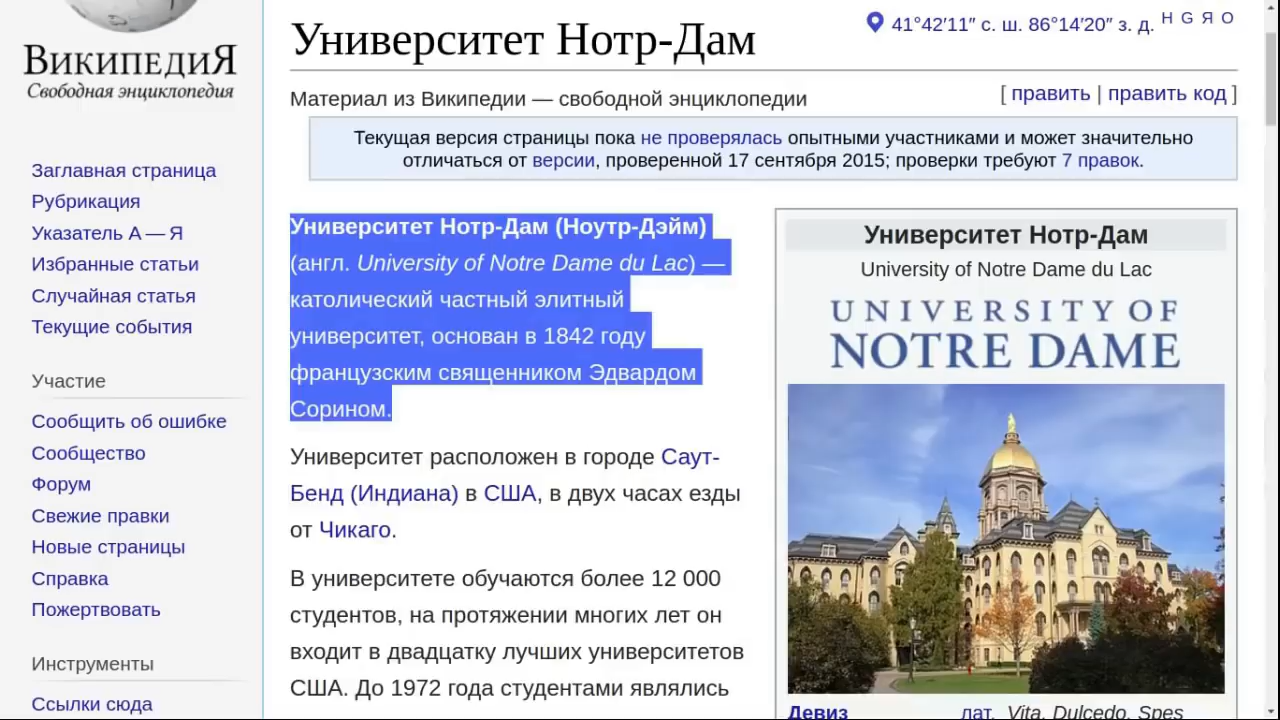 ВИКИПЕДИЯ
Свободная энциклопедия
Заглавная страница
Рубрикация
Указатель А — Я
Избранные статьи
Случайная статья
Текущие события
Участие
Сообщить об ошибке
Сообщество
Форум
Свежие правки
Новые страницы
Справка
Пожертвовать
Инструменты
Ссылки сюда
Университет Нотр-Дам
41°42′11″ с. ш. 86°14′20″ з. д. H G Я O
Материал из Википедии — свободной энциклопедии
[ править | править код ]
Текущая версия страницы пока не проверялась опытными участниками и может значительно
отличаться от версии, проверенной 17 сентября 2015; проверки требуют 7 правок.
Университет Нотр-Дам (Ноутр-Дэйм)
(англ. University of Notre Dame du Lac) —
католический частный элитный
университет, основан в 1842 году
французским священником Эдвардом
Сорином.
Университет расположен в городе Саут-
Бенд (Индиана) в США, в двух часах езды
от Чикаго.
В университете обучаются более 12 000
студентов, на протяжении многих лет он
входит в двадцатку лучших университетов
США. До 1972 года студентами являлись
Университет Нотр-Дам
University of Notre Dame du Lac
UNIVERSITY OF
NOTRE DAME
Девиз лат. Vita, Dulcedo, Spes